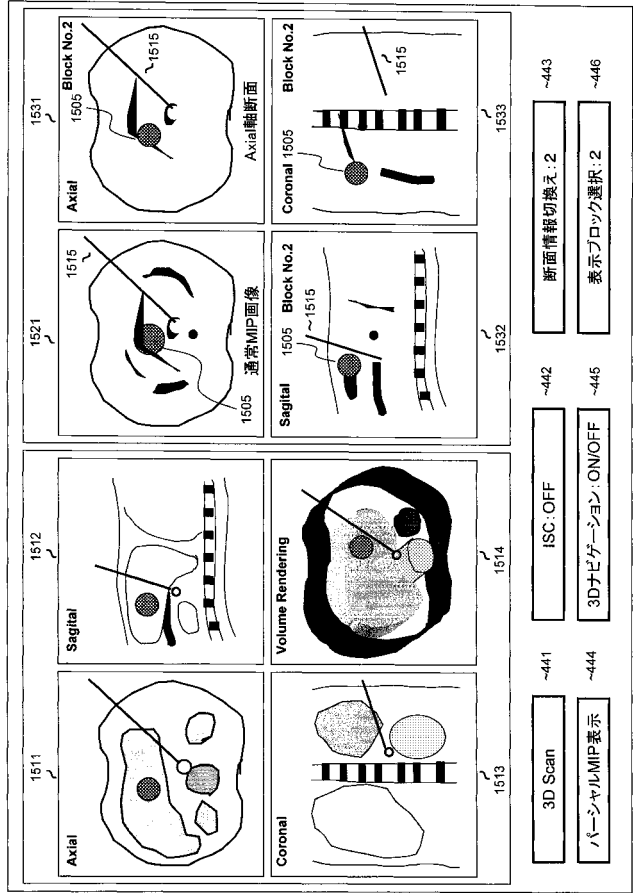 1511
1512
1521
1531
Axial
Sagittal
1515
1505
通常MIP画像
Axial
Block No.2
1505
1515
Axial軸断面
Coronal
Volume Rendering
Sagital
Block No.2
1505
1515
Coronal
Block No.2
1505
1515
1513
1514
1532
1533
3D Scan
~441
ISC:OFF
~442
断面情報切換え:2
~443
パーシャルMIP表示
~444
3Dナビゲーション:ON/OFF
~445
表示ブロック選択:2
~446